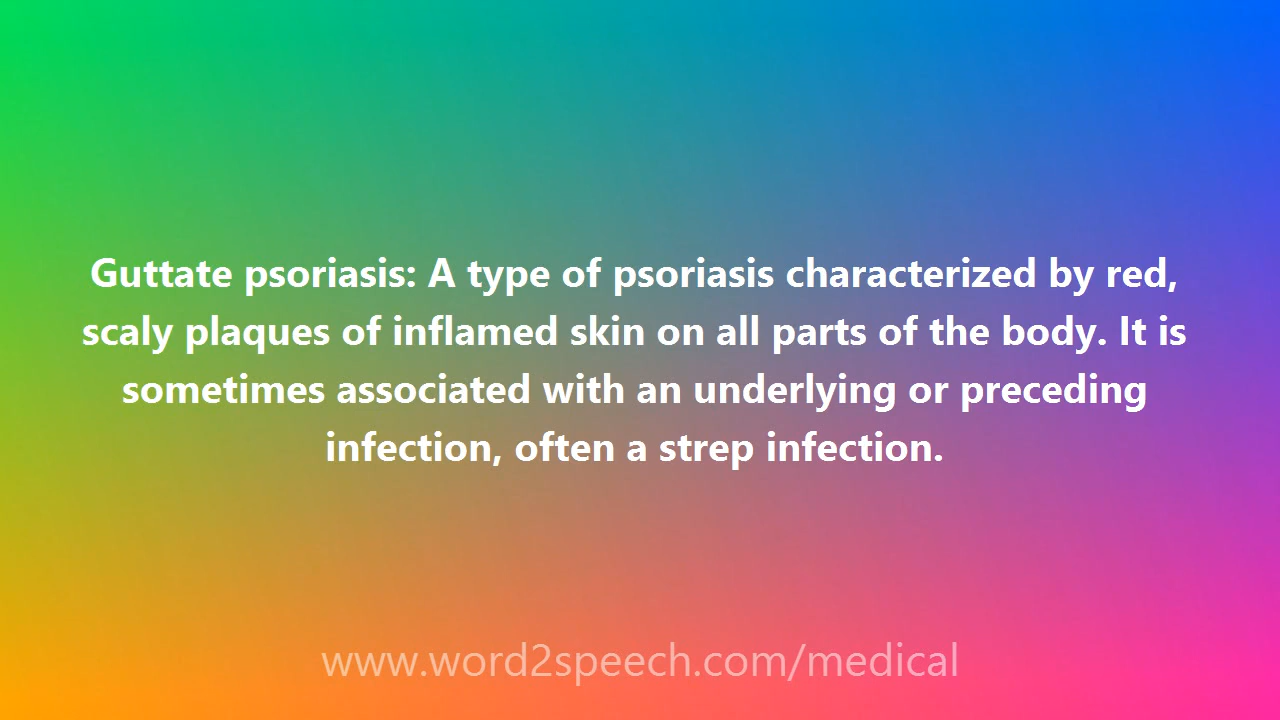 Guttate psoriasis: A type of psoriasis characterized by red,
scaly plaques of inflamed skin on all parts of the body. It is
sometimes associated with an underlying or preceding
infection, often a strep infection.
www.word2speech.com/medical